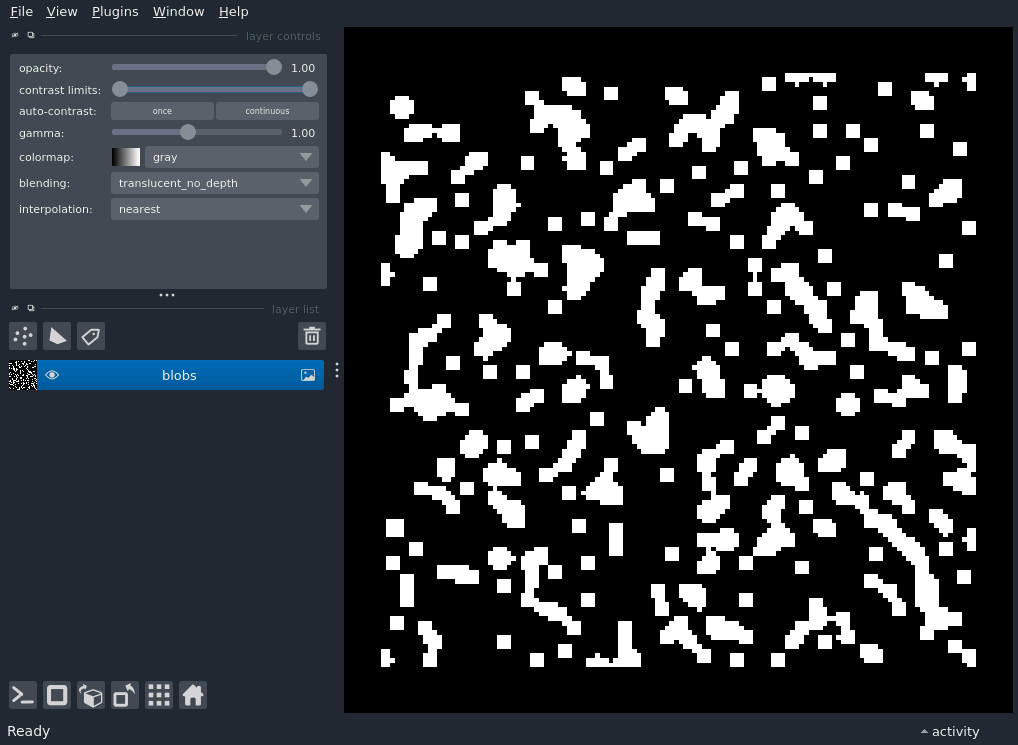 File View Plugins Window Help
layer controls
opacity: 1.00
contrast limits:
auto-contrast: once continuous
gamma: 1.00
colormap: gray
blending: translucent_no_depth
interpolation: nearest
layer list
blobs
Ready activity